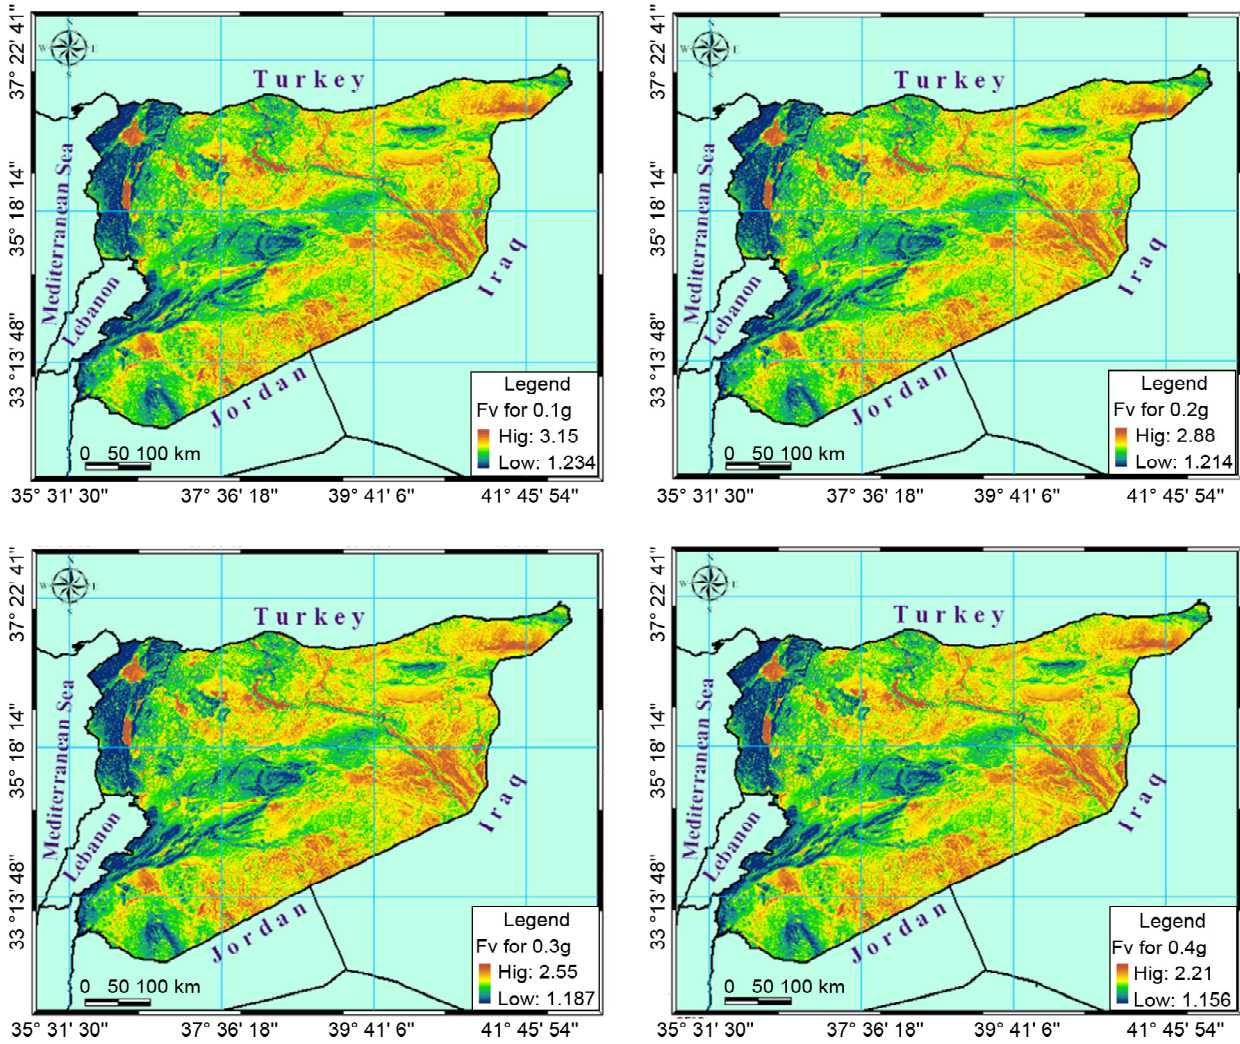 37° 22' 41"
35° 18' 14"
33 °13' 48"
N
W
E
S
Turkey
Mediterranean Sea
Lebanon
Iraq
Jordan
Legend
Fv for 0.1g
Hig: 3.15
Low: 1.234
0 50 100 km
35° 31' 30"
37° 36' 18"
39° 41' 6"
41° 45' 54"
37° 22' 41"
35° 18' 14"
33 °13' 48"
N
W
E
S
Turkey
Mediterranean Sea
Lebanon
Iraq
Jordan
Legend
Fv for 0.2g
Hig: 2.88
Low: 1.214
0 50 100 km
35° 31' 30"
37° 36' 18"
39° 41' 6"
41° 45' 54"
37° 22' 41"
35° 18' 14"
33 °13' 48"
N
W
E
S
Turkey
Mediterranean Sea
Lebanon
Iraq
Jordan
Legend
Fv for 0.3g
Hig: 2.55
Low: 1.187
0 50 100 km
35° 31' 30"
37° 36' 18"
39° 41' 6"
41° 45' 54"
37° 22' 41"
35° 18' 14"
33 °13' 48"
N
W
E
S
Turkey
Mediterranean Sea
Lebanon
Iraq
Jordan
Legend
Fv for 0.4g
Hig: 2.21
Low: 1.156
0 50 100 km
35° 31' 30"
37° 36' 18"
39° 41' 6"
41° 45' 54"